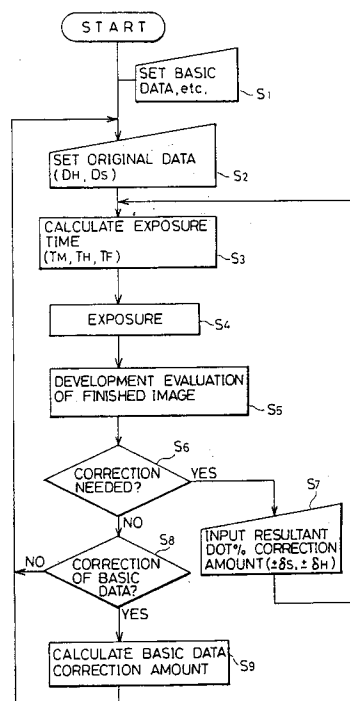 START
SET BASIC
DATA, etc.
S1
SET ORIGINAL DATA
(DH, DS)
S2
CALCULATE EXPOSURE
TIME
(TM, TH, TF)
S3
EXPOSURE
S4
DEVELOPMENT EVALUATION
OF FINISHED IMAGE
S5
S6
CORRECTION
NEEDED?
YES
S7
NO
INPUT RESULTANT
DOT% CORRECTION
AMOUNT (±δS, ±δH)
S8
NO
CORRECTION
OF BASIC
DATA?
YES
CALCULATE BASIC DATA
CORRECTION AMOUNT
S9